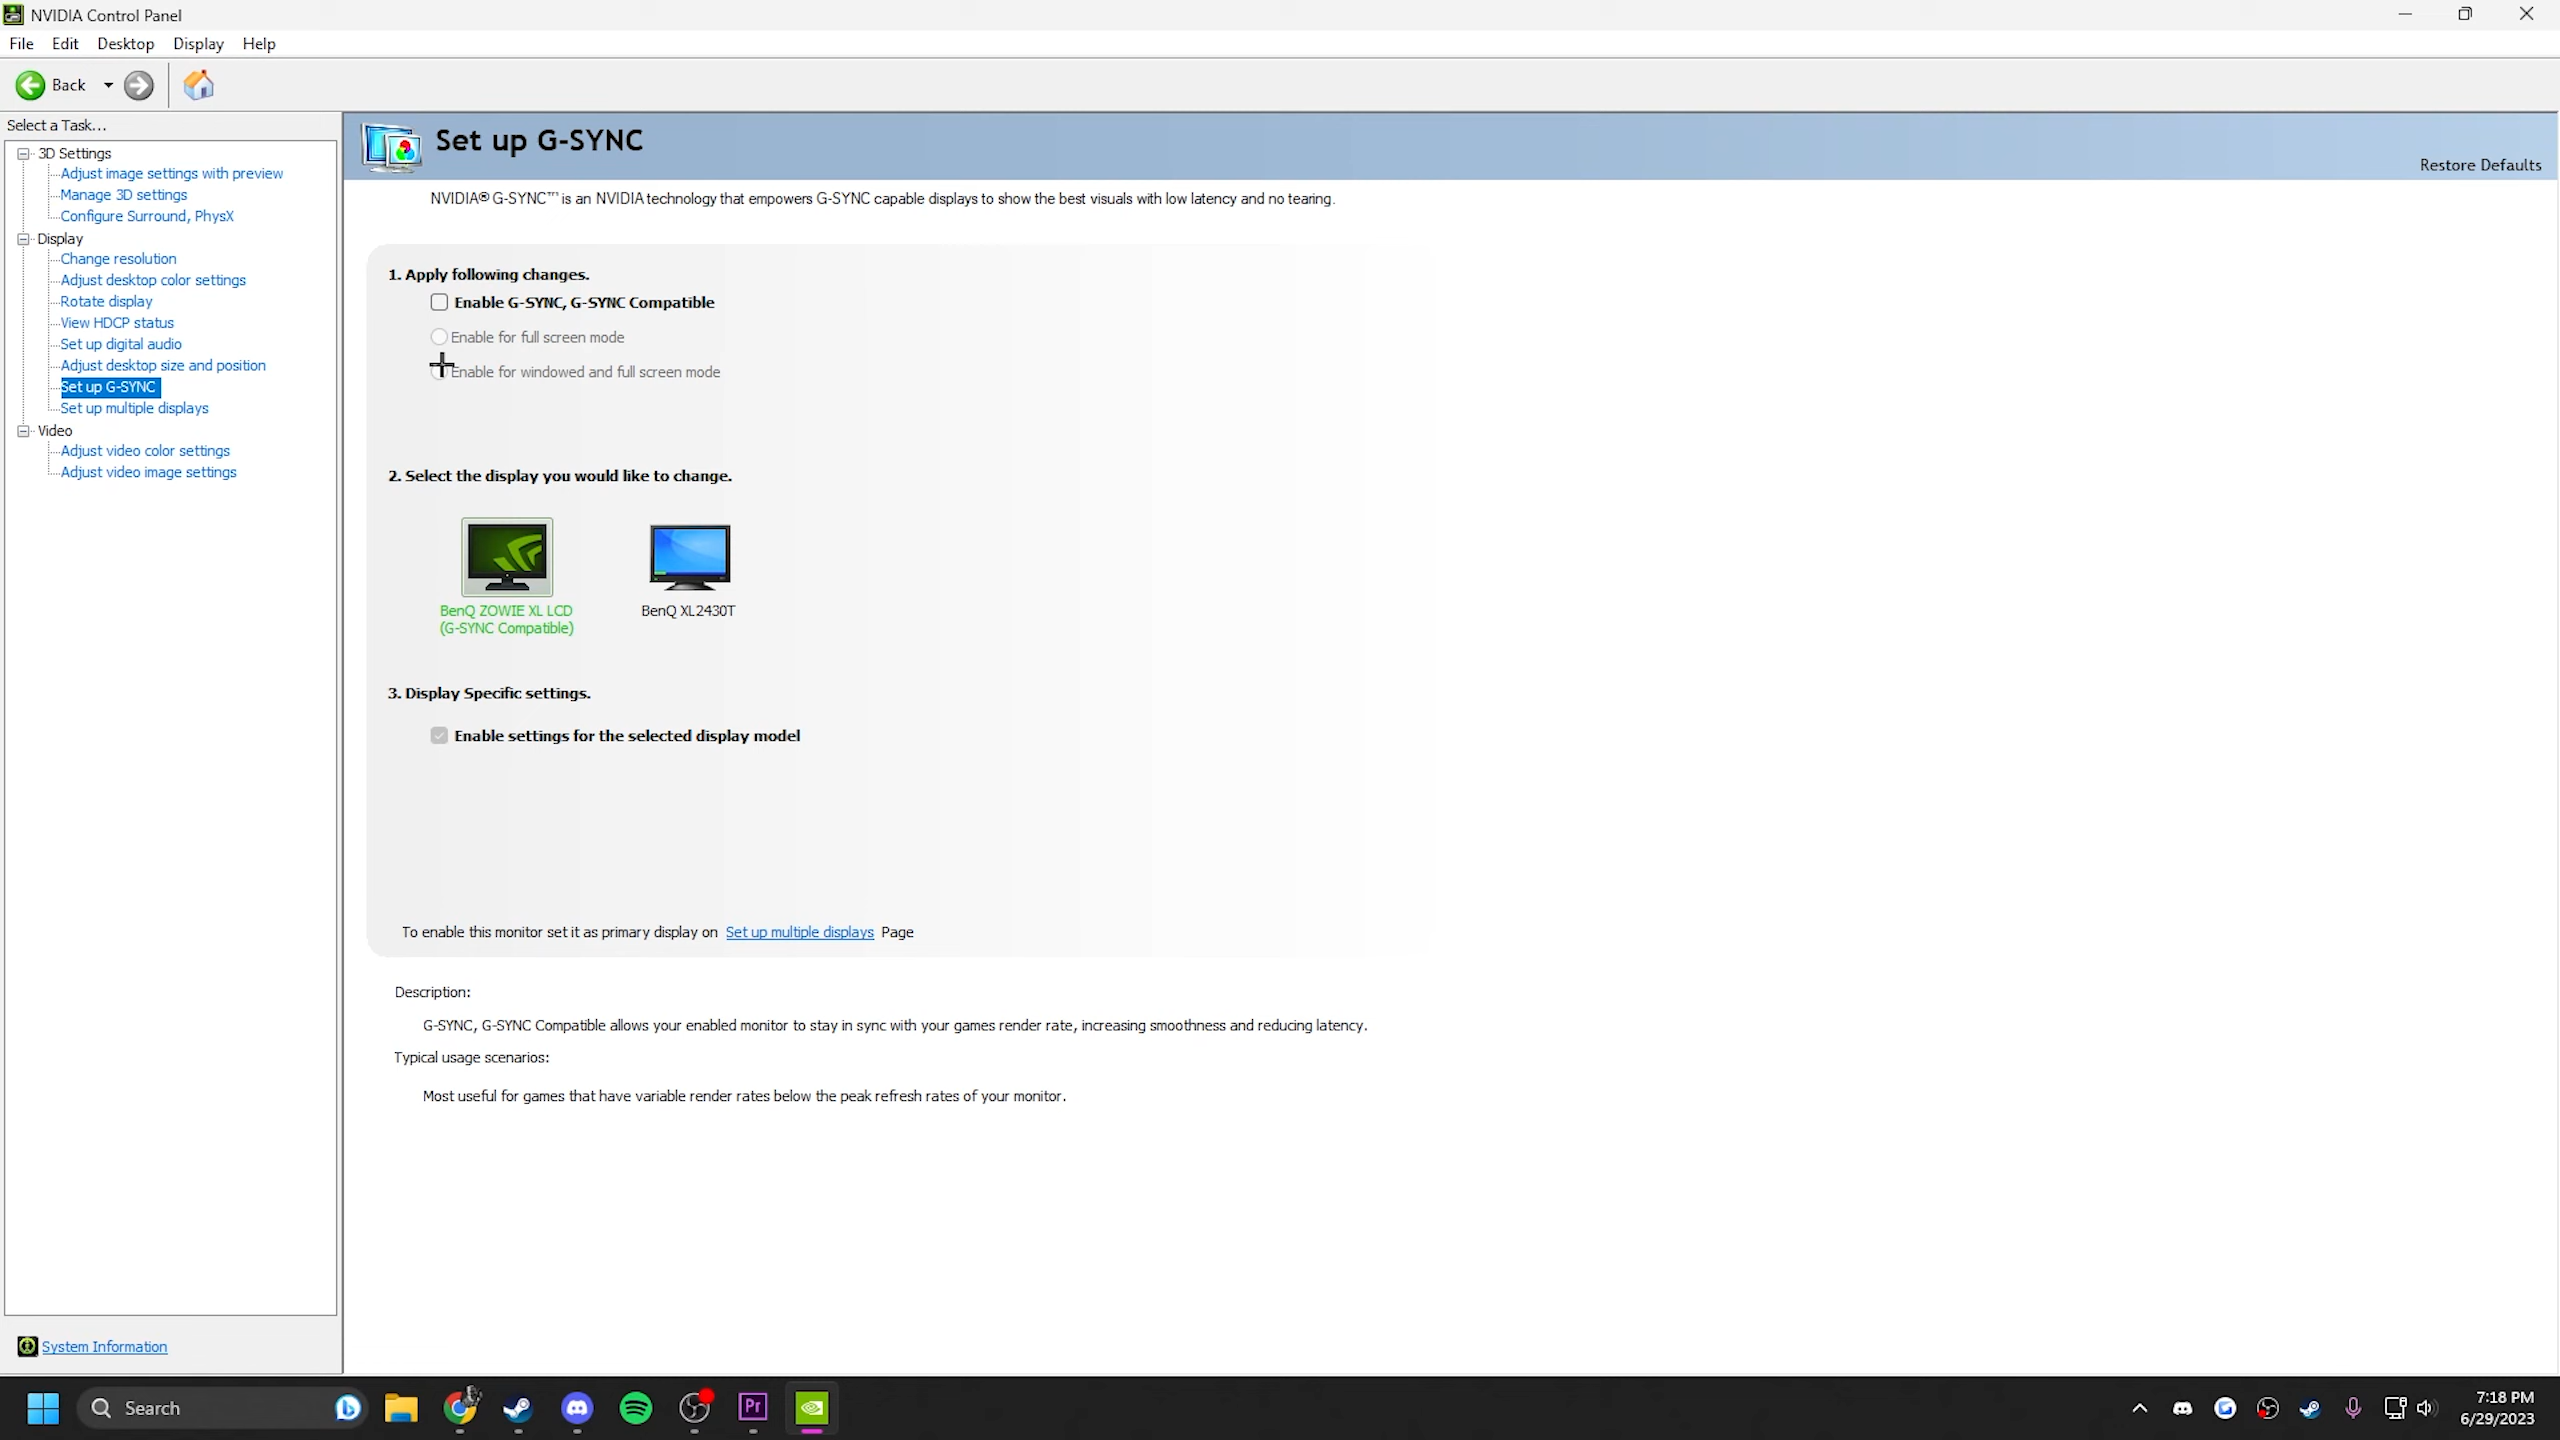 NVIDIA Control Panel
File Edit Desktop Display Help
Back
Select a Task...
3D Settings
Adjust image settings with preview
Manage 3D settings
Configure Surround, PhysX
Display
Change resolution
Adjust desktop color settings
Rotate display
View HDCP status
Set up digital audio
Adjust desktop size and position
Set up G-SYNC
Set up multiple displays
Video
Adjust video color settings
Adjust video image settings
System Information
Set up G-SYNC
Restore Defaults
NVIDIA® G-SYNC™ is an NVIDIA technology that empowers G-SYNC capable displays to show the best visuals with low latency and no tearing.
1. Apply following changes.
Enable G-SYNC, G-SYNC Compatible
Enable for full screen mode
Enable for windowed and full screen mode
2. Select the display you would like to change.
BenQ ZOWIE XL LCD
(G-SYNC Compatible)
BenQ XL2430T
3. Display Specific settings.
Enable settings for the selected display model
To enable this monitor set it as primary display on Set up multiple displays Page
Description:
G-SYNC, G-SYNC Compatible allows your enabled monitor to stay in sync with your games render rate, increasing smoothness and reducing latency.
Typical usage scenarios:
Most useful for games that have variable render rates below the peak refresh rates of your monitor.
Search
Pr
7:18 PM
6/29/2023